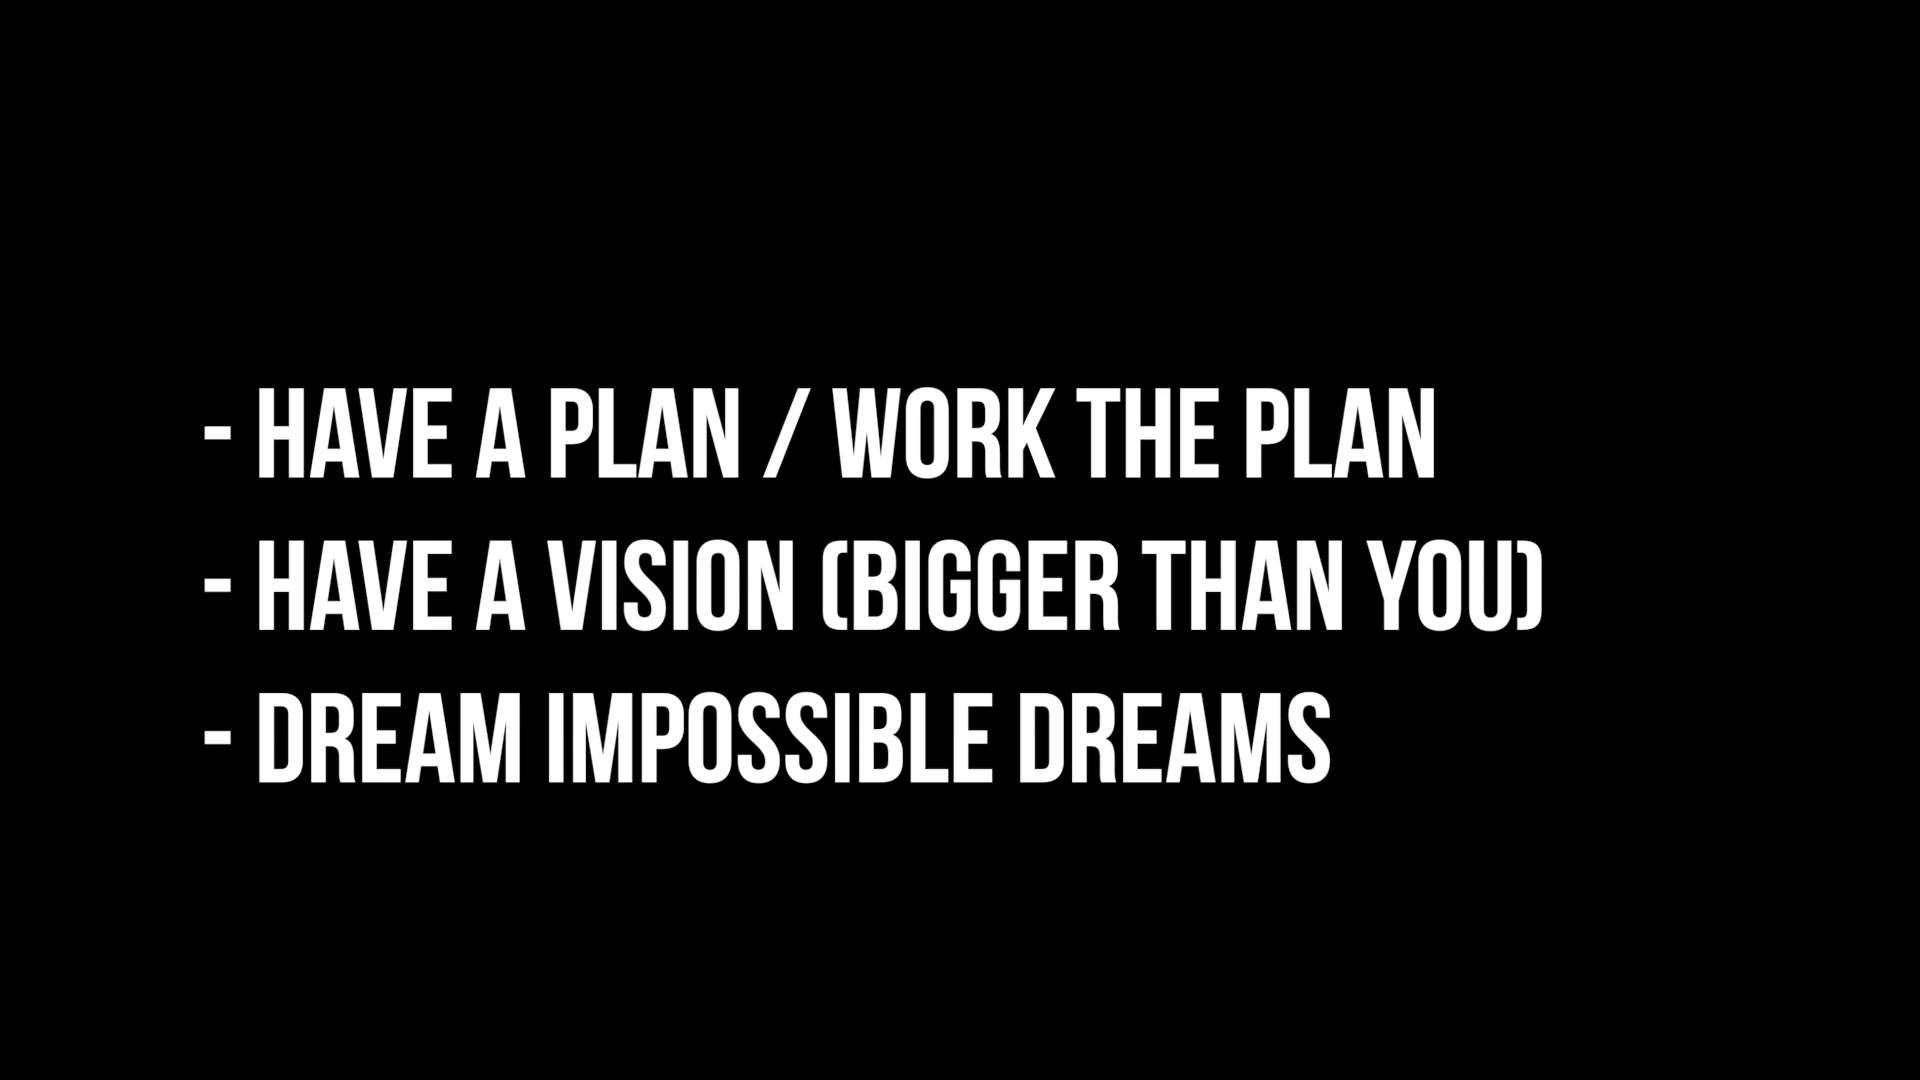 - HAVE A PLAN / WORK THE PLAN
- HAVE A VISION (BIGGER THAN YOU)
- DREAM IMPOSSIBLE DREAMS